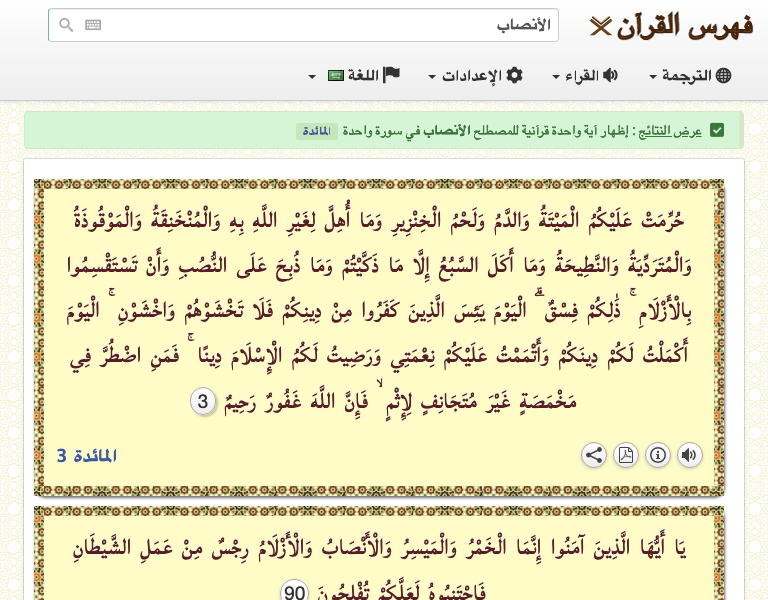 فهرس القرآن
الأنصاب
الترجمة
القراء
الإعدادات
اللغة
عرض النتائج : إظهار آية واحدة قرآنية للمصطلح الأنصاب في سورة واحدة المائدة
حُرِّمَتْ عَلَيْكُمُ الْمَيْتَةُ وَالدَّمُ وَلَحْمُ الْخِنْزِيرِ وَمَا أُهِلَّ لِغَيْرِ اللَّهِ بِهِ وَالْمُنْخَنِقَةُ وَالْمَوْقُوذَةُ
وَالْمُتَرَدِّيَةُ وَالنَّطِيحَةُ وَمَا أَكَلَ السَّبُعُ إِلَّا مَا ذَكَّيْتُمْ وَمَا ذُبِحَ عَلَى النُّصُبِ وَأَنْ تَسْتَقْسِمُوا
بِالْأَزْلَامِ ۚ ذَٰلِكُمْ فِسْقٌ ۗ الْيَوْمَ يَئِسَ الَّذِينَ كَفَرُوا مِنْ دِينِكُمْ فَلَا تَخْشَوْهُمْ وَاخْشَوْنِ ۚ الْيَوْمَ
أَكْمَلْتُ لَكُمْ دِينَكُمْ وَأَتْمَمْتُ عَلَيْكُمْ نِعْمَتِي وَرَضِيتُ لَكُمُ الْإِسْلَامَ دِينًا ۚ فَمَنِ اضْطُرَّ فِي
مَخْمَصَةٍ غَيْرَ مُتَجَانِفٍ لِإِثْمٍ ۙ فَإِنَّ اللَّهَ غَفُورٌ رَحِيمٌ 3
المائدة 3
يَا أَيُّهَا الَّذِينَ آمَنُوا إِنَّمَا الْخَمْرُ وَالْمَيْسِرُ وَالْأَنْصَابُ وَالْأَزْلَامُ رِجْسٌ مِنْ عَمَلِ الشَّيْطَانِ
فَاجْتَنِبُوهُ لَعَلَّكُمْ تُفْلِحُونَ 90